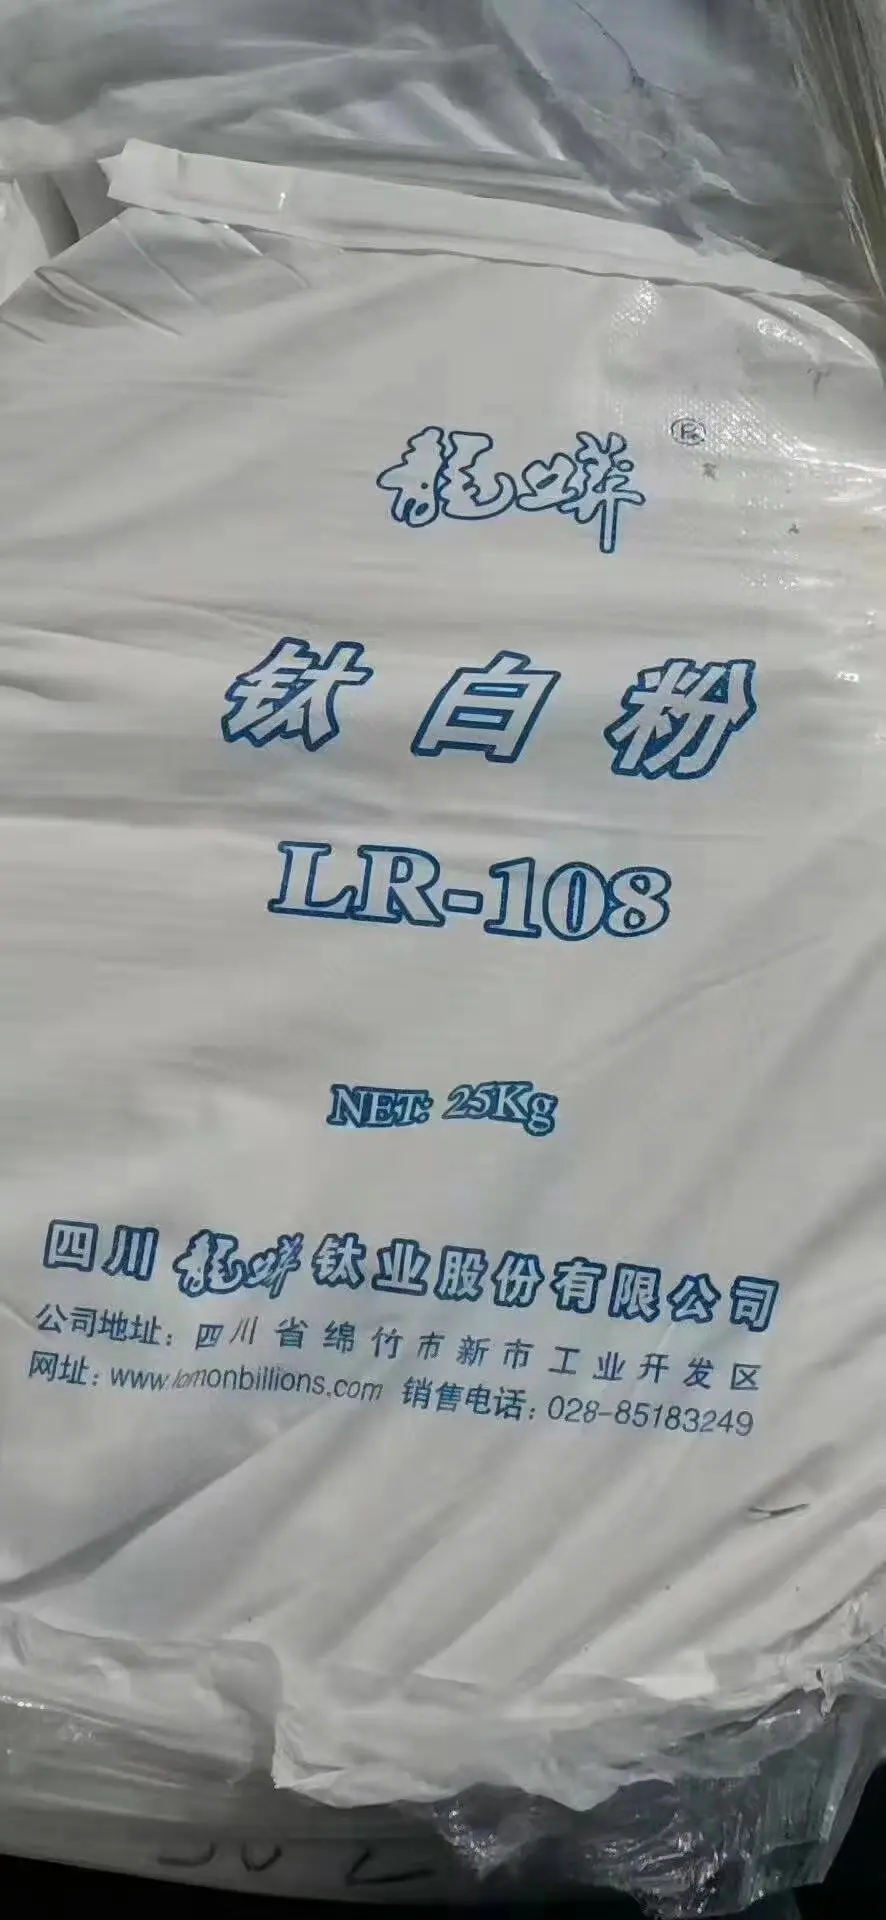 龍蟒
®
钛白粉
LR-108
NET: 25Kg
四川龍蟒钛业股份有限公司
公司地址：四川省绵竹市新市工业开发区
网址：www.lomonbillions.com 销售电话：028-85183249